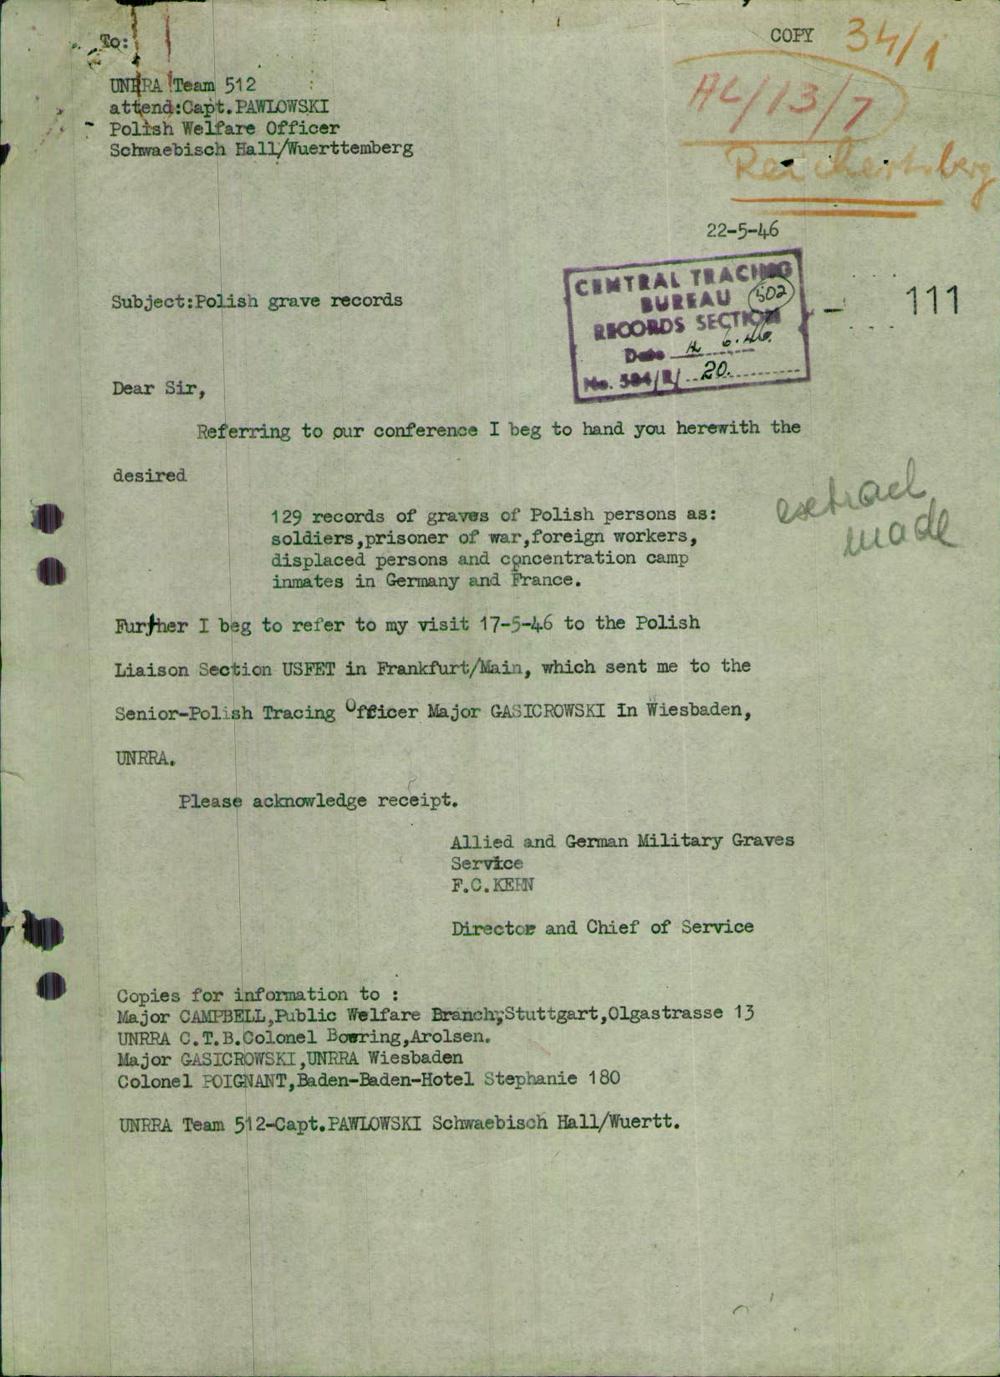 To:
COPY
34/1
UNRRA Team 512
AL/13/7
attend:Capt.PAWLOWSKI
Polish Welfare Officer
Schwaebisch Hall/Wuerttemberg
22-5-46
CENTRAL TRACING
BUREAU
502
RECORDS SECTION
Date 6.46.
No. 584/R/ 20.
111
Subject:Polish grave records
Dear Sir,
Referring to our conference I beg to hand you herewith the
desired
extract
made
129 records of graves of Polish persons as:
soldiers,prisoner of war,foreign workers,
displaced persons and concentration camp
inmates in Germany and France.
Further I beg to refer to my visit 17-5-46 to the Polish
Liaison Section USFET in Frankfurt/Main, which sent me to the
Senior-Polish Tracing Officer Major GASICROWSKI in Wiesbaden,
UNRRA.
Please acknowledge receipt.
Allied and German Military Graves
Service
F.C.KERN
Director and Chief of Service
Copies for information to :
Major CAMPBELL,Public Welfare Branch,Stuttgart,Olgastrasse 13
UNRRA C.T.B.Colonel Bowring,Arolsen.
Major GASICROWSKI,UNRRA Wiesbaden
Colonel POIGNANT,Baden-Baden-Hotel Stephanie 180
UNRRA Team 512-Capt.PAWLOWSKI Schwaebisch Hall/Wuertt.